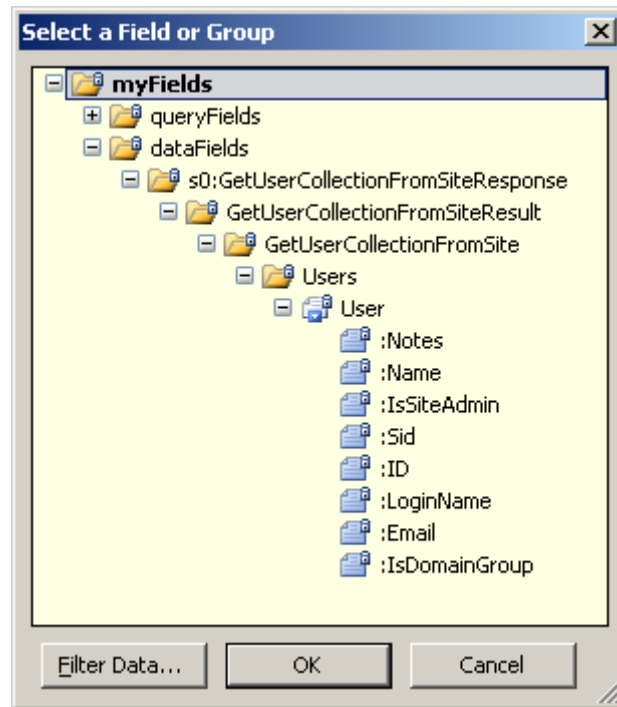 Select a Field or Group
myFields
queryFields
dataFields
s0:GetUserCollectionFromSiteResponse
GetUserCollectionFromSiteResult
GetUserCollectionFromSite
Users
User
:Notes
:Name
:IsSiteAdmin
:Sid
:ID
:LoginName
:Email
:IsDomainGroup
Filter Data... OK Cancel